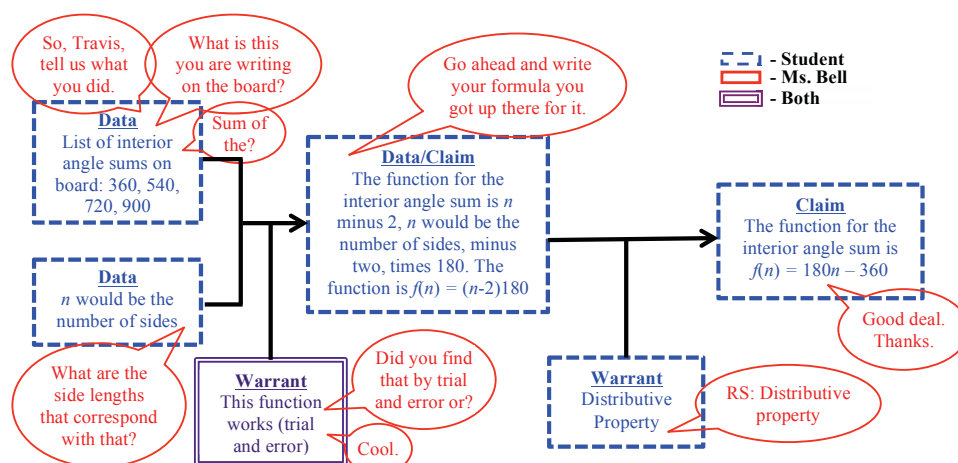 So, Travis,
tell us what
you did.
What is this
you are writing
on the board?
Sum of
the?
Data
List of interior
angle sums on
board: 360, 540,
720, 900
Data
n would be the
number of sides
What are the
side lengths
that correspond
with that?
Go ahead and write
your formula you
got up there for it.
Data/Claim
The function for the
interior angle sum is n
minus 2, n would be the
number of sides, minus
two, times 180. The
function is f(n) = (n-2)180
Warrant
This function
works (trial
and error)
Did you find
that by trial
and error or?
Cool.
- Student
- Ms. Bell
- Both
Claim
The function for the
interior angle sum is
f(n) = 180n – 360
Good deal.
Thanks.
Warrant
Distributive
Property
RS: Distributive
property